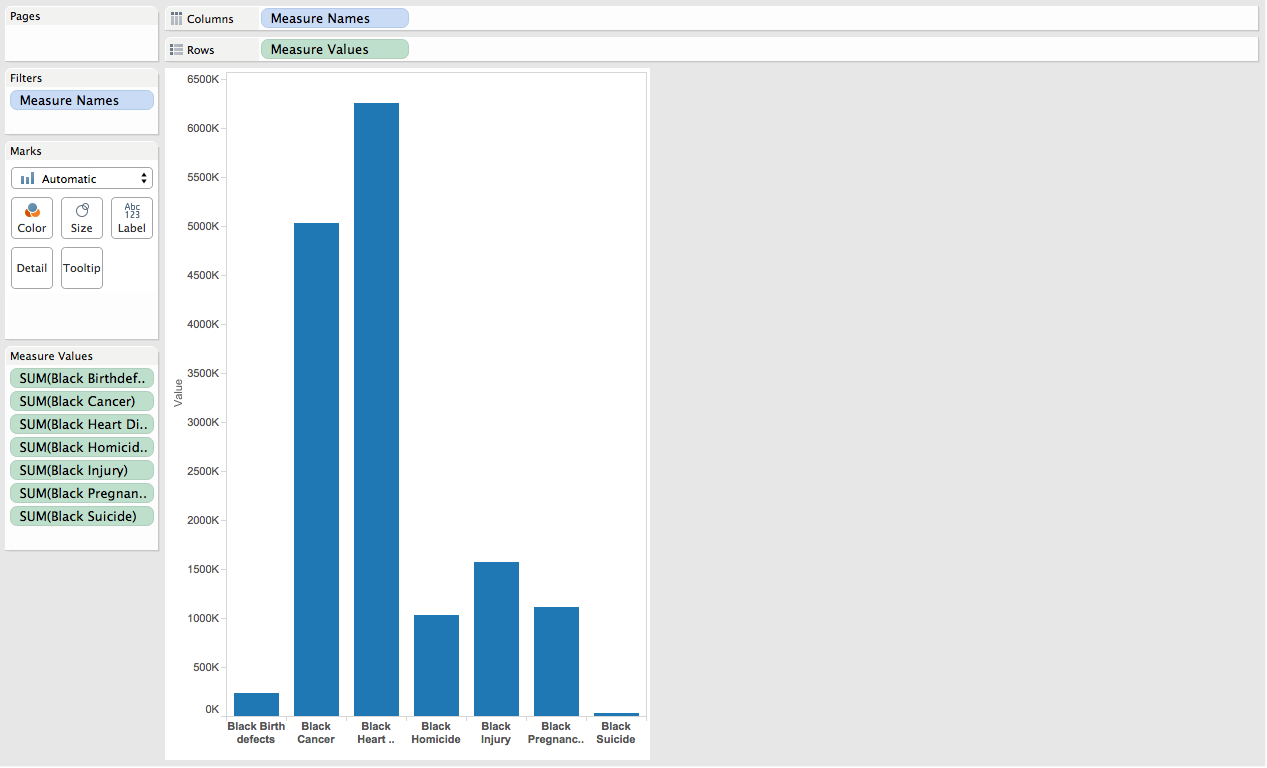 Pages
Columns
Measure Names
Rows
Measure Values
Filters
Measure Names
Marks
Automatic
Color
Size
Abc
123
Label
Detail
Tooltip
Measure Values
SUM(Black Birthdef..
SUM(Black Cancer)
SUM(Black Heart Di..
SUM(Black Homicid..
SUM(Black Injury)
SUM(Black Pregnan..
SUM(Black Suicide)
Value
6500K
6000K
5500K
5000K
4500K
4000K
3500K
3000K
2500K
2000K
1500K
1000K
500K
0K
Black Birth
defects
Black
Cancer
Black
Heart ..
Black
Homicide
Black
Injury
Black
Pregnanc..
Black
Suicide